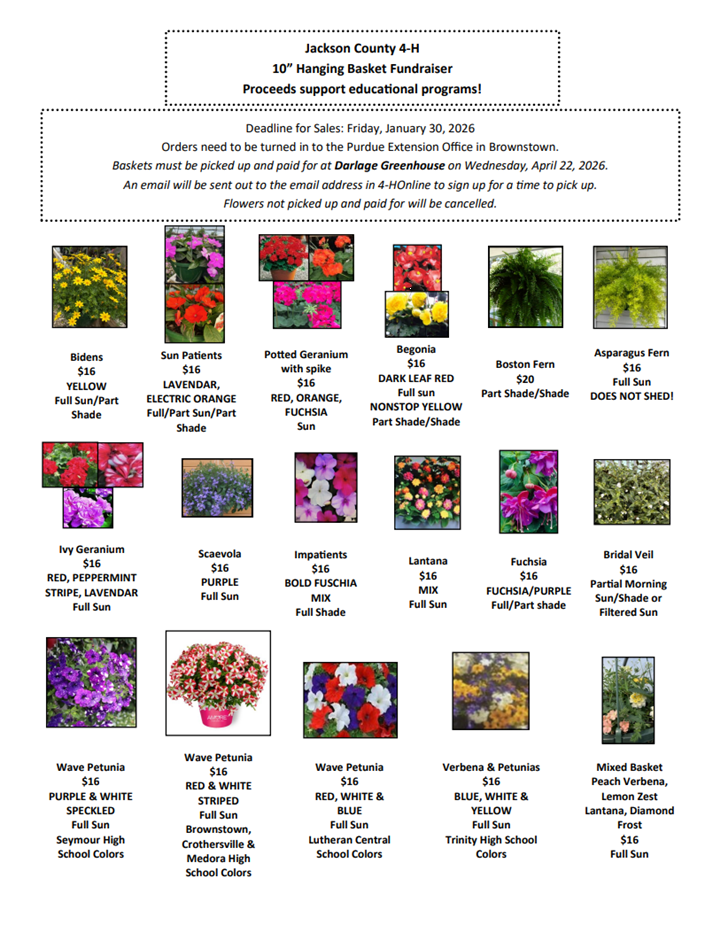 Jackson County 4-H
10” Hanging Basket Fundraiser
Proceeds support educational programs!
Deadline for Sales: Friday, January 30, 2026
Orders need to be turned in to the Purdue Extension Office in Brownstown.
Baskets must be picked up and paid for at Darlage Greenhouse on Wednesday, April 22, 2026.
An email will be sent out to the email address in 4-HOnline to sign up for a time to pick up.
Flowers not picked up and paid for will be cancelled.
Bidens
$16
YELLOW
Full Sun/Part
Shade
Sun Patients
$16
LAVENDAR,
ELECTRIC ORANGE
Full/Part Sun/Part
Shade
Potted Geranium
with spike
$16
RED, ORANGE,
FUCHSIA
Sun
Begonia
$16
DARK LEAF RED
Full sun
NONSTOP YELLOW
Part Shade/Shade
Boston Fern
$20
Part Shade/Shade
Asparagus Fern
$16
Full Sun
DOES NOT SHED!
Ivy Geranium
$16
RED, PEPPERMINT
STRIPE, LAVENDAR
Full Sun
Scaevola
$16
PURPLE
Full Sun
Impatients
$16
BOLD FUSCHIA
MIX
Full Shade
Lantana
$16
MIX
Full Sun
Fuchsia
$16
FUCHSIA/PURPLE
Full/Part shade
Bridal Veil
$16
Partial Morning
Sun/Shade or
Filtered Sun
Wave Petunia
$16
PURPLE & WHITE
SPECKLED
Full Sun
Seymour High
School Colors
Wave Petunia
$16
RED & WHITE
STRIPED
Full Sun
Brownstown,
Crothersville &
Medora High
School Colors
Wave Petunia
$16
RED, WHITE &
BLUE
Full Sun
Lutheran Central
School Colors
Verbena & Petunias
$16
BLUE, WHITE &
YELLOW
Full Sun
Trinity High School
Colors
Mixed Basket
Peach Verbena,
Lemon Zest
Lantana, Diamond
Frost
$16
Full Sun